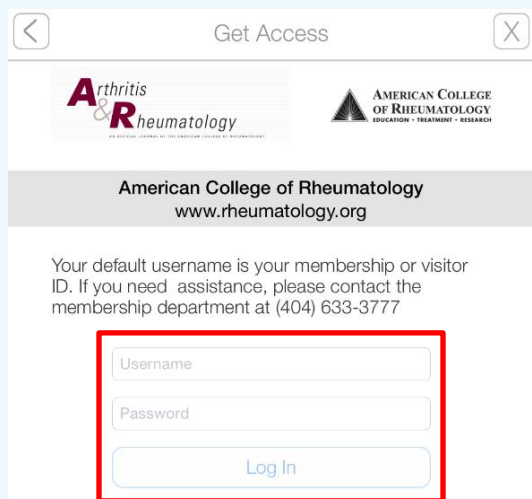 Get Access
X
Arthritis
& Rheumatology
AN OFFICIAL JOURNAL OF THE AMERICAN COLLEGE OF RHEUMATOLOGY
AMERICAN COLLEGE
OF RHEUMATOLOGY
EDUCATION • TREATMENT • RESEARCH
American College of Rheumatology
www.rheumatology.org
Your default username is your membership or visitor
ID. If you need  assistance, please contact the
membership department at (404) 633-3777
Username
Password
Log In